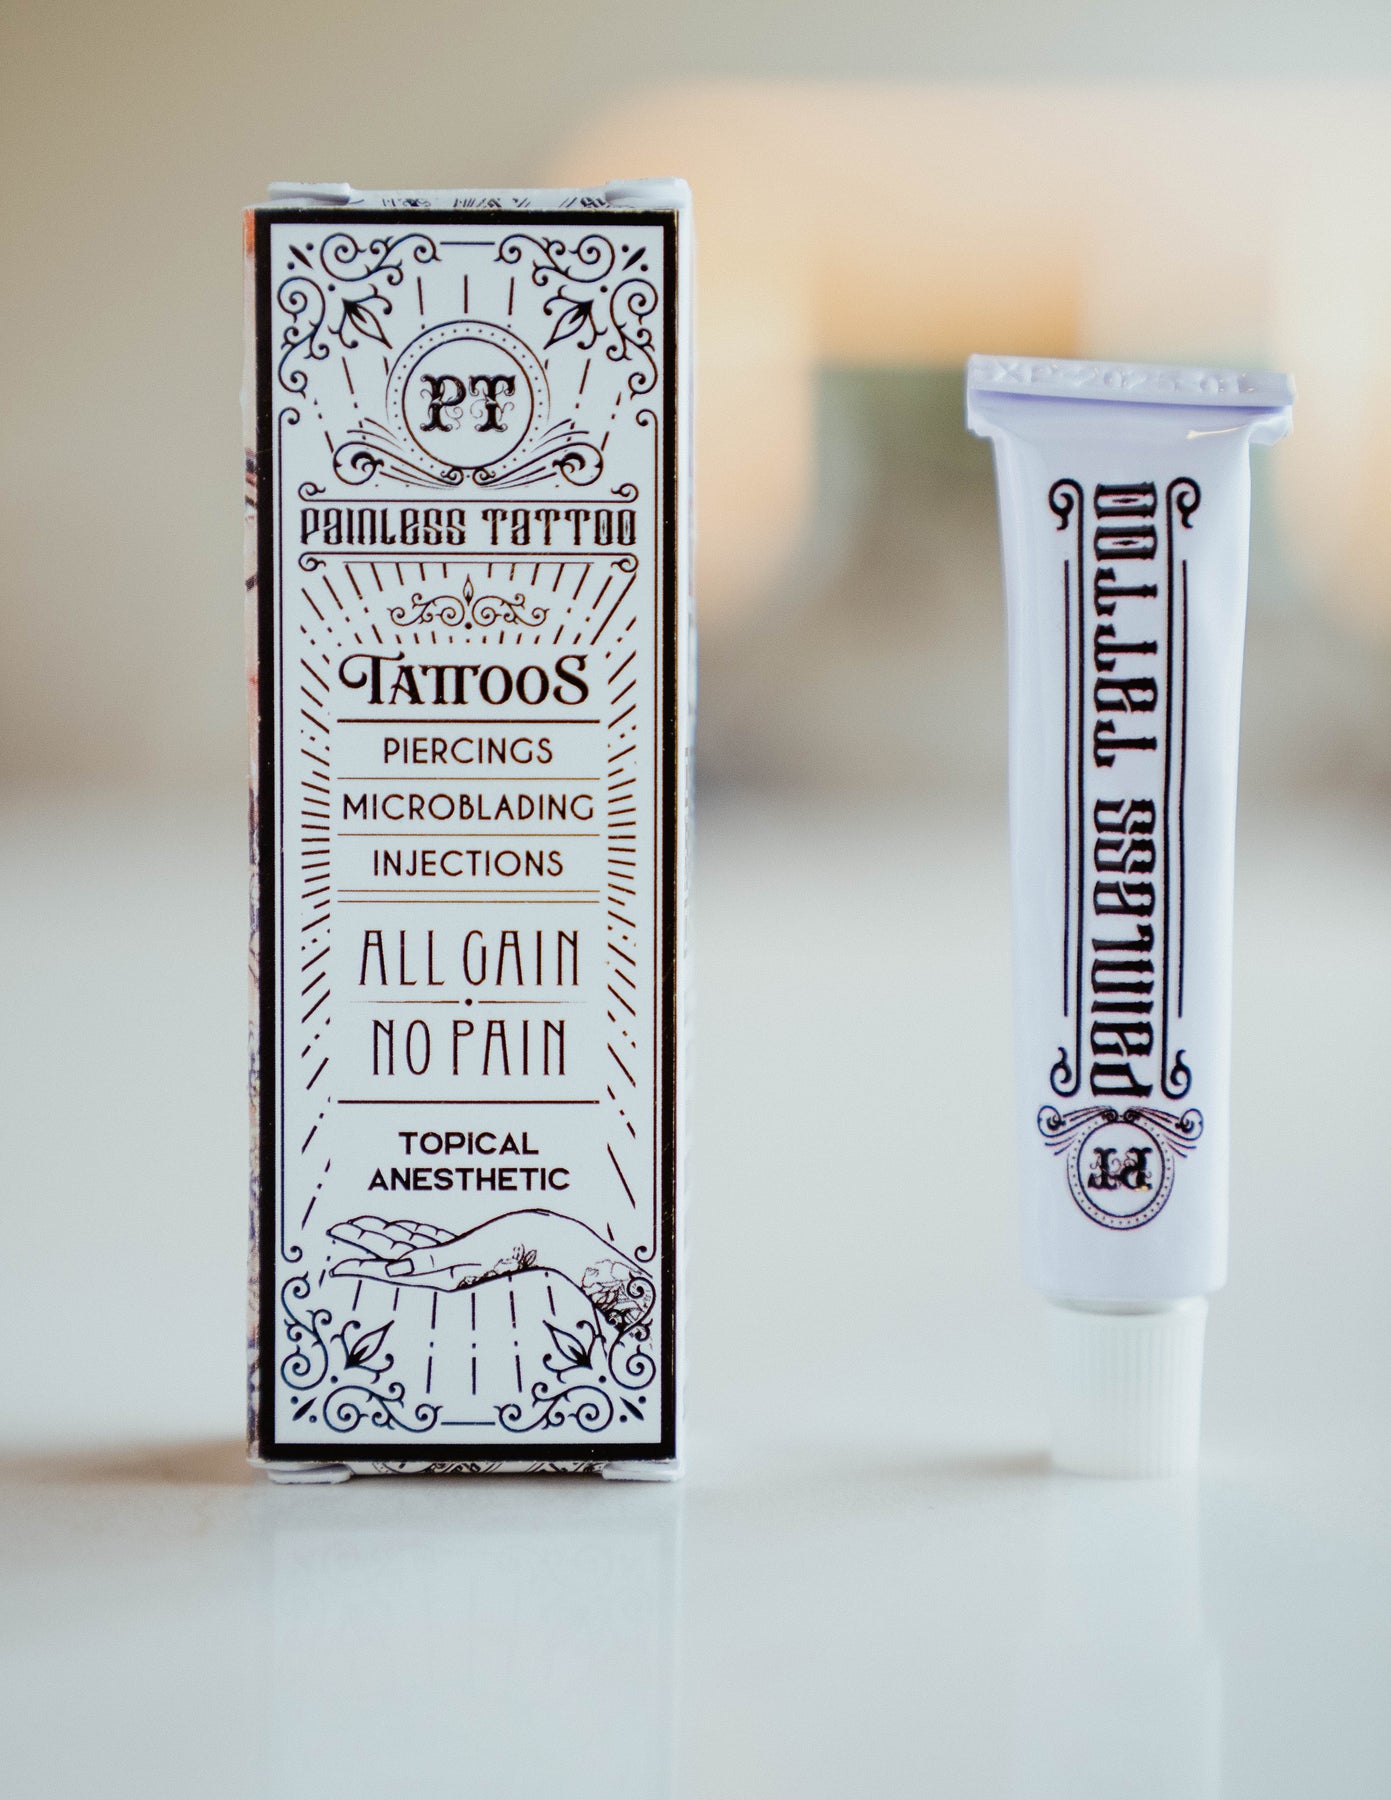 PT
PAINLESS TATTOO
TATTOOS
PIERCINGS
MICROBLADING
INJECTIONS
ALL GAIN
NO PAIN
TOPICAL
ANESTHETIC
PAINLESS TATTOO
PT